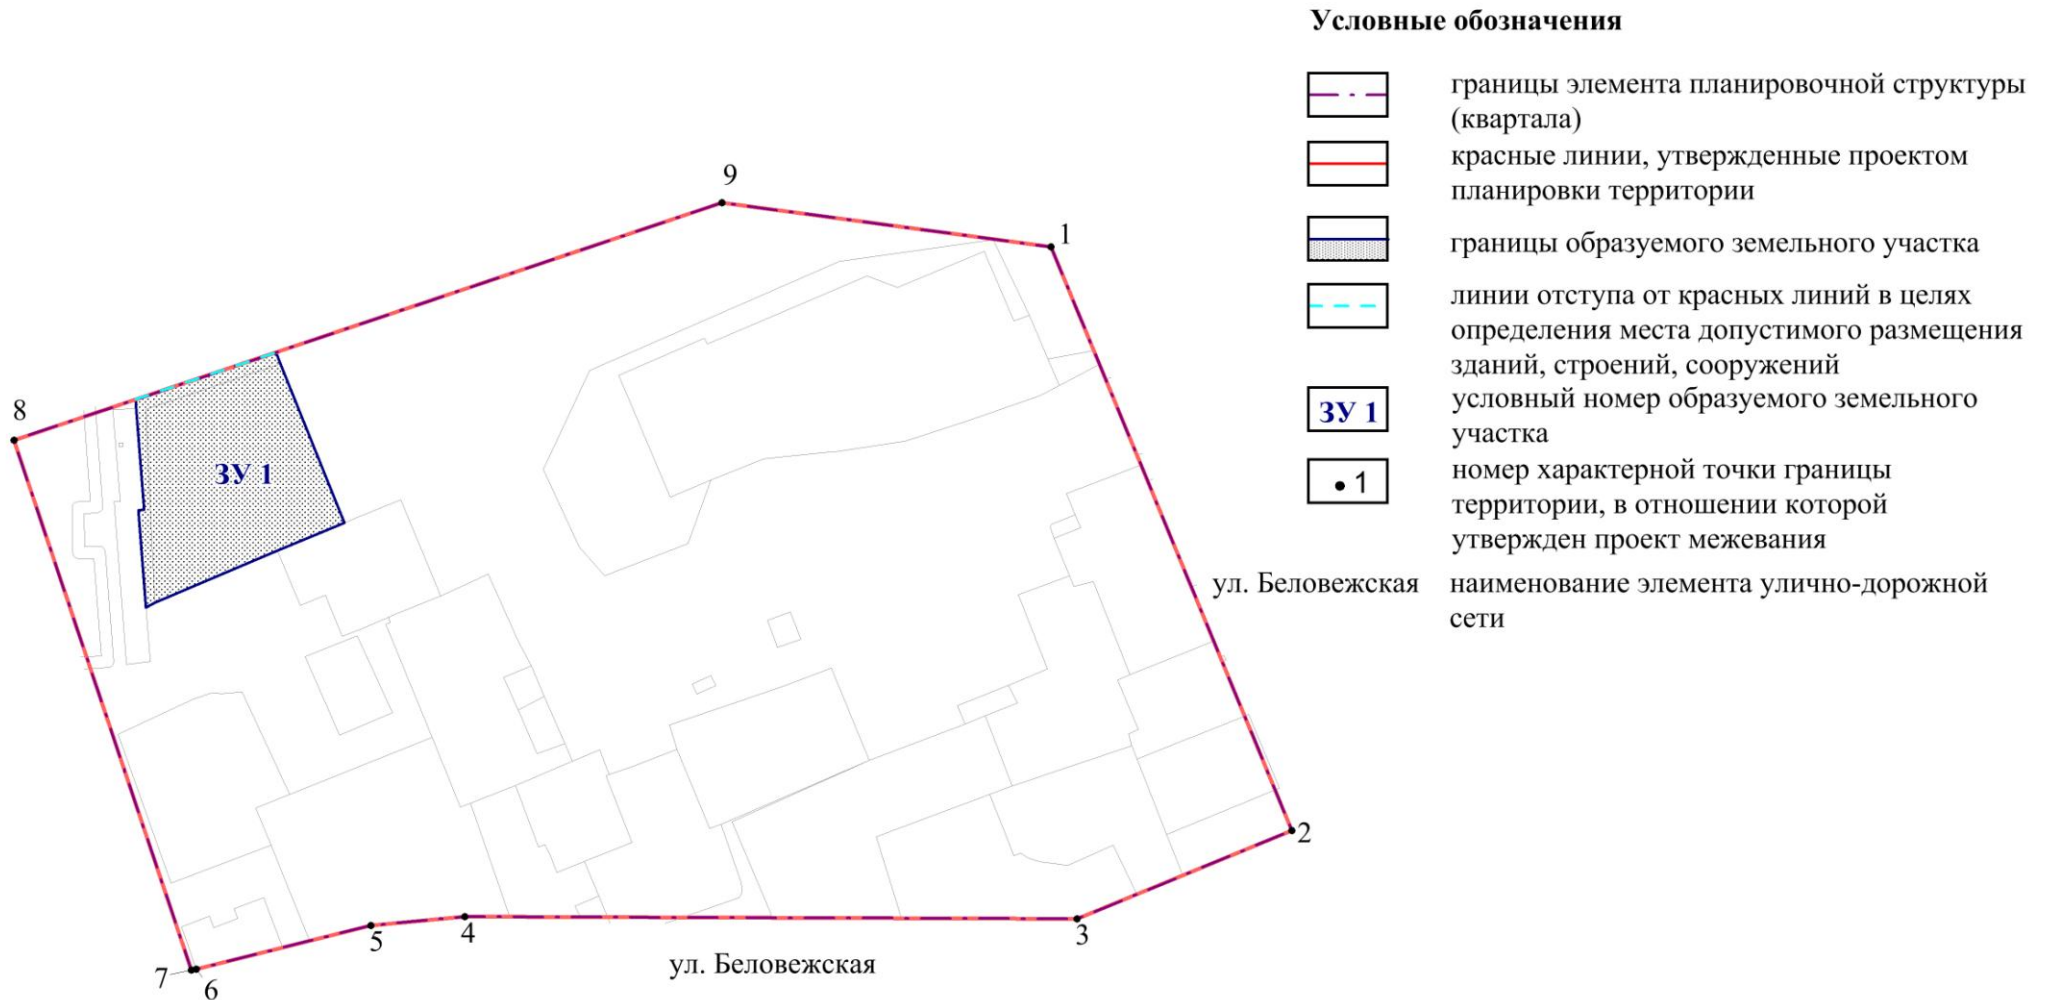 Условные обозначения
границы элемента планировочной структуры
(квартала)
красные линии, утвержденные проектом
планировки территории
границы образуемого земельного участка
линии отступа от красных линий в целях
определения места допустимого размещения
зданий, строений, сооружений
ЗУ 1
условный номер образуемого земельного
участка
1
номер характерной точки границы
территории, в отношении которой
утвержден проект межевания
ул. Беловежская
наименование элемента улично-дорожной
сети
9
1
8
ЗУ 1
2
3
4
5
ул. Беловежская
7
6